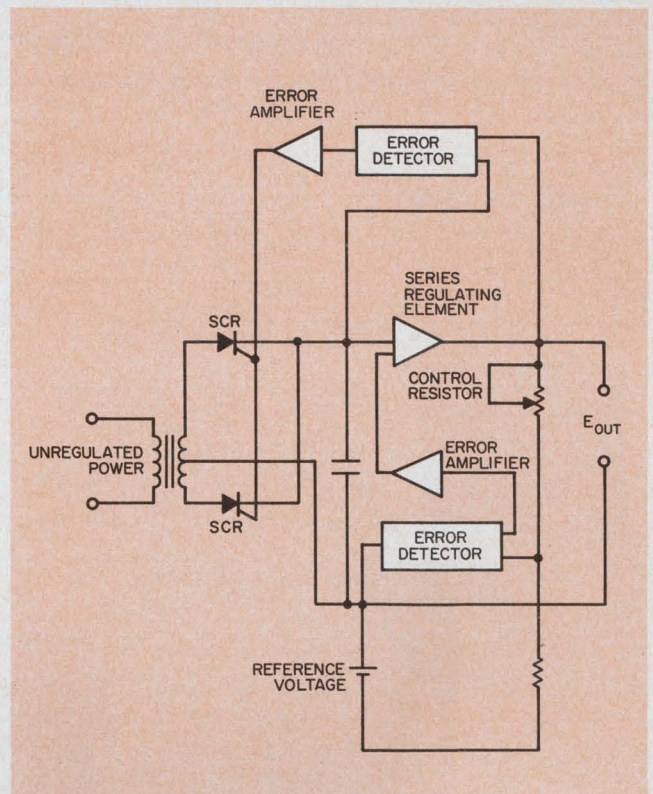 ERROR
AMPLIFIER
ERROR
DETECTOR
SERIES
REGULATING
ELEMENT
SCR
CONTROL
RESISTOR
EOUT
UNREGULATED
POWER
ERROR
AMPLIFIER
SCR
ERROR
DETECTOR
REFERENCE
VOLTAGE